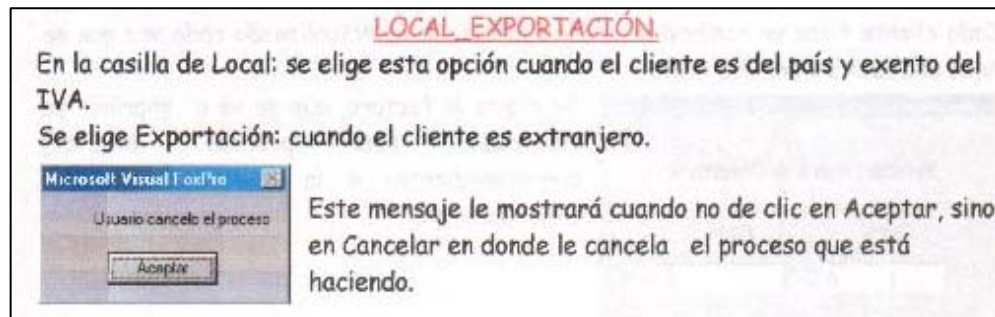 LOCAL_EXPORTACIÓN.
En la casilla de Local: se elige esta opción cuando el cliente es del país y exento del
IVA.
Se elige Exportación: cuando el cliente es extranjero.
Microsoft Visual FoxPro
Usuario cancelo el proceso
Aceptar
Este mensaje le mostrará cuando no de clic en Aceptar, sino
en Cancelar en donde le cancela el proceso que está
haciendo.